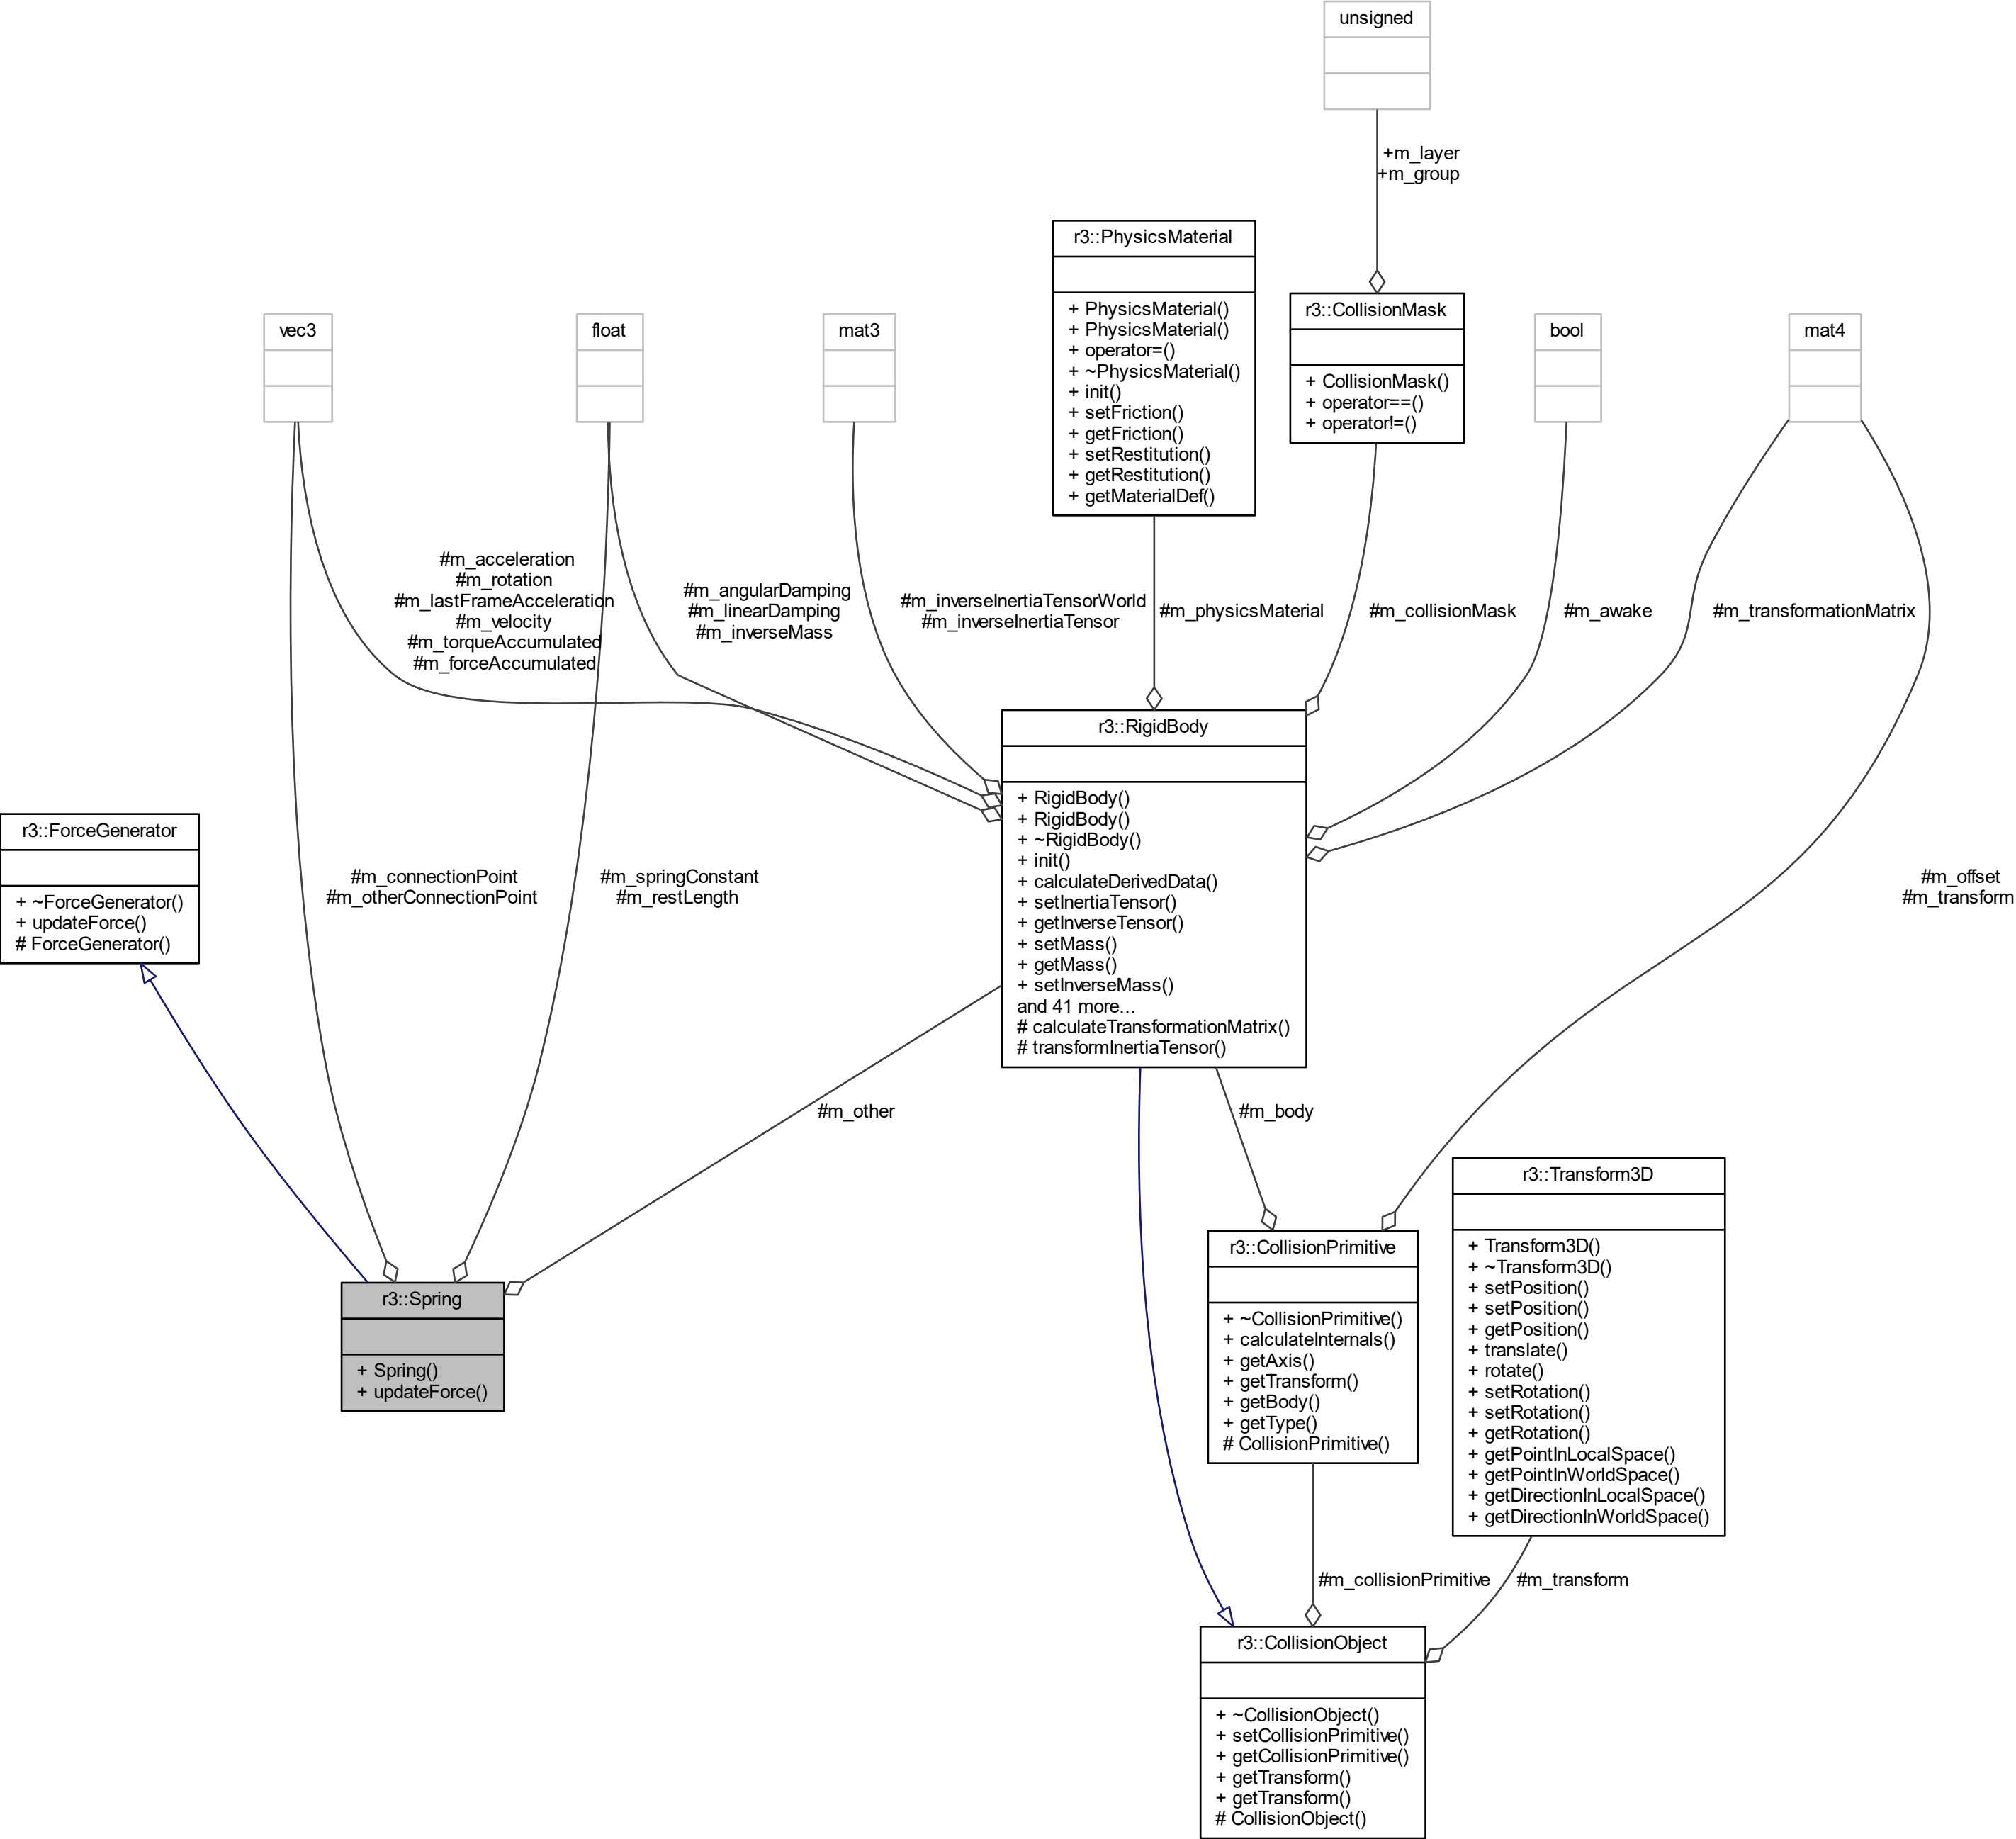 unsigned
+m_layer
+m_group
r3::PhysicsMaterial
+ PhysicsMaterial()
+ PhysicsMaterial()
+ operator=()
+ ~PhysicsMaterial()
+ init()
+ setFriction()
+ getFriction()
+ setRestitution()
+ getRestitution()
+ getMaterialDef()
r3::CollisionMask
+ CollisionMask()
+ operator==()
+ operator!=()
vec3
float
mat3
bool
mat4
#m_acceleration
#m_rotation
#m_lastFrameAcceleration
#m_velocity
#m_torqueAccumulated
#m_forceAccumulated
#m_angularDamping
#m_linearDamping
#m_inverseMass
#m_inverseInertiaTensorWorld
#m_inverseInertiaTensor
#m_physicsMaterial
#m_collisionMask
#m_awake
#m_transformationMatrix
r3::RigidBody
+ RigidBody()
+ RigidBody()
+ ~RigidBody()
+ init()
+ calculateDerivedData()
+ setInertiaTensor()
+ getInverseTensor()
+ setMass()
+ getMass()
+ setInverseMass()
and 41 more...
# calculateTransformationMatrix()
# transformInertiaTensor()
r3::ForceGenerator
+ ~ForceGenerator()
+ updateForce()
# ForceGenerator()
#m_connectionPoint
#m_otherConnectionPoint
#m_springConstant
#m_restLength
#m_offset
#m_transform
#m_other
#m_body
r3::Transform3D
+ Transform3D()
+ ~Transform3D()
+ setPosition()
+ setPosition()
+ getPosition()
+ translate()
+ rotate()
+ setRotation()
+ setRotation()
+ getRotation()
+ getPointInLocalSpace()
+ getPointInWorldSpace()
+ getDirectionInLocalSpace()
+ getDirectionInWorldSpace()
r3::CollisionPrimitive
+ ~CollisionPrimitive()
+ calculateInternals()
+ getAxis()
+ getTransform()
+ getBody()
+ getType()
# CollisionPrimitive()
r3::Spring
+ Spring()
+ updateForce()
#m_collisionPrimitive
#m_transform
r3::CollisionObject
+ ~CollisionObject()
+ setCollisionPrimitive()
+ getCollisionPrimitive()
+ getTransform()
+ getTransform()
# CollisionObject()